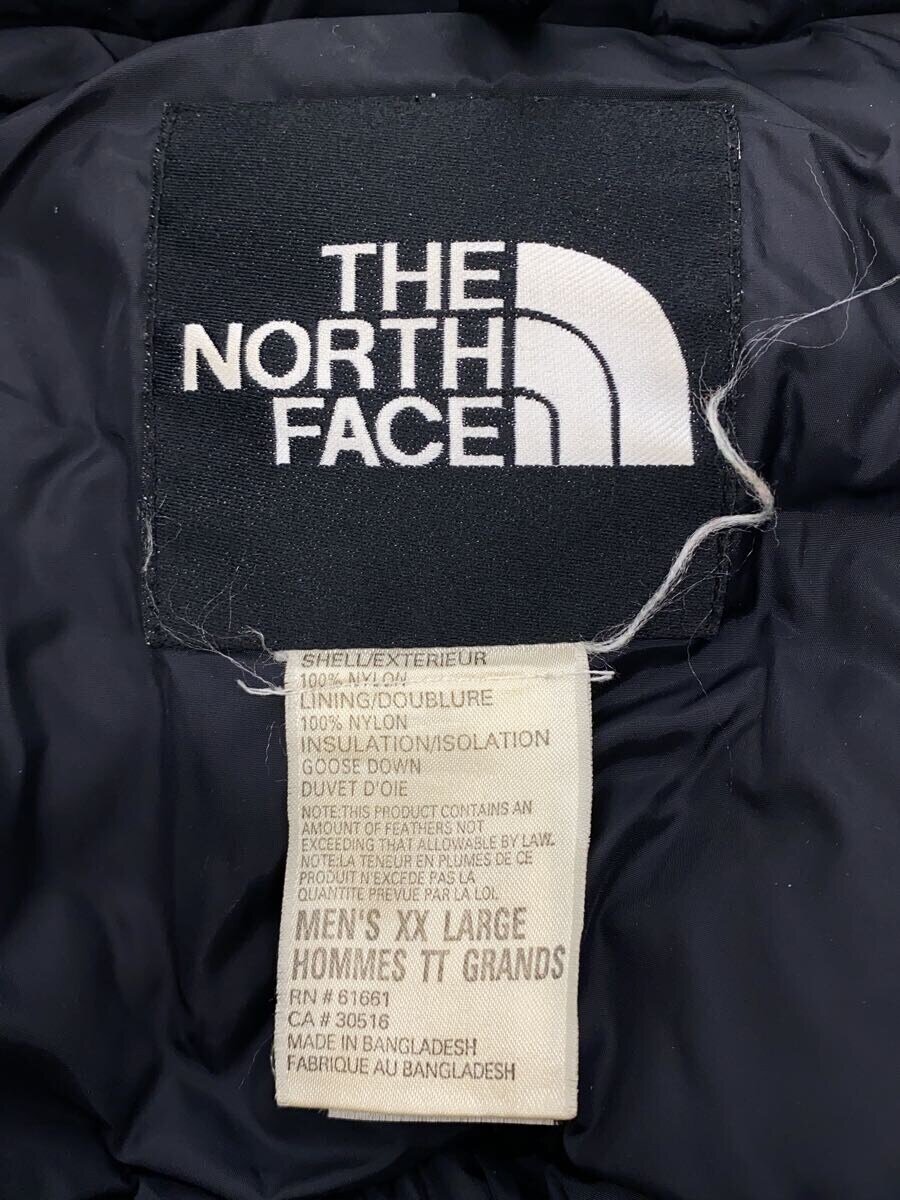 THE
NORTH
FACE
SHELL/EXTERIEUR
100% NYLON
LINING/DOUBLURE
100% NYLON
INSULATION/ISOLATION
GOOSE DOWN
DUVET D'OIE
NOTE:THIS PRODUCT CONTAINS AN
AMOUNT OF FEATHERS NOT
EXCEEDING THAT ALLOWABLE BY LAW.
NOTE:LA TENEUR EN PLUMES DE CE
PRODUIT N'EXCEDE PAS LA
QUANTITE PREVUE PAR LA LOI.
MEN'S XX LARGE
HOMMES TT GRANDS
RN # 61661
CA # 30516
MADE IN BANGLADESH
FABRIQUE AU BANGLADESH